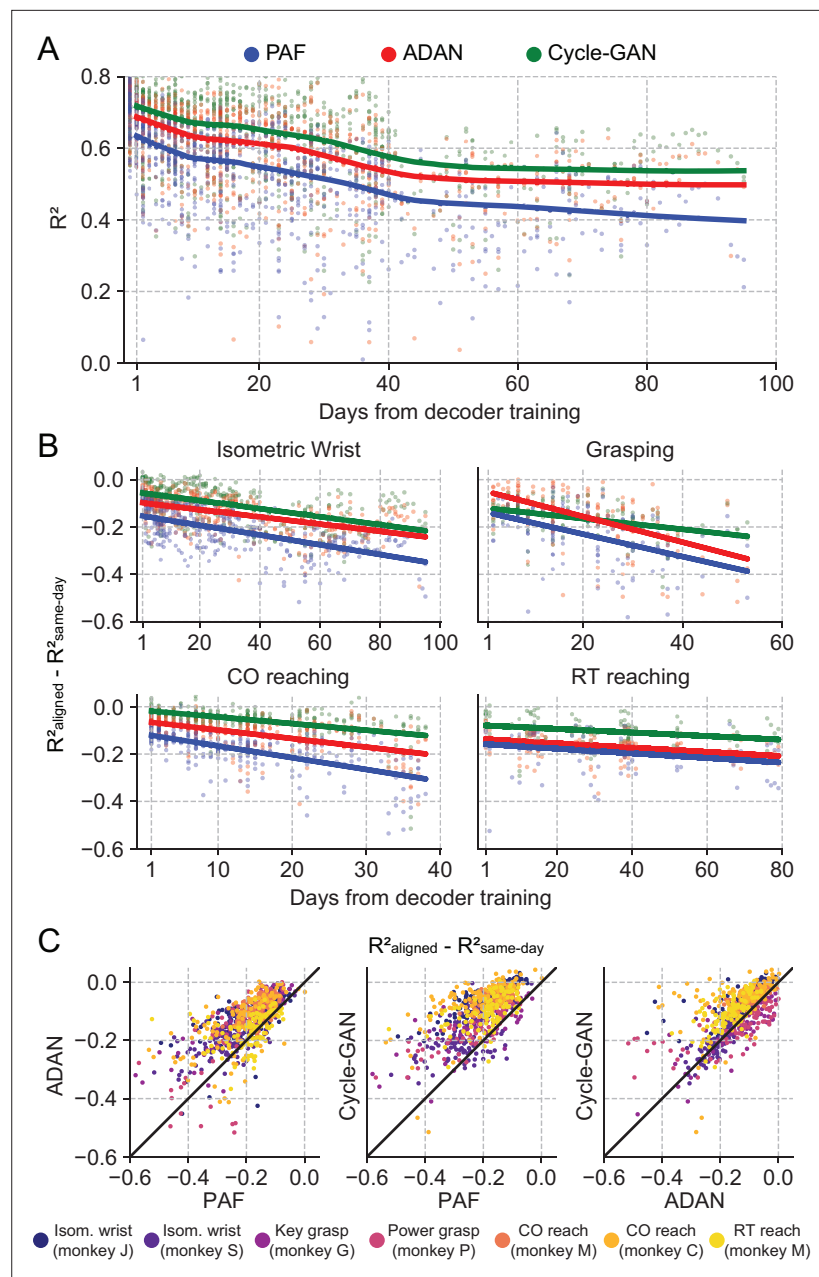 A
PAF ADAN Cycle-GAN
0.8
0.6
0.4
0.2
0.0
R²
1 20 40 60 80 100
Days from decoder training
B
Isometric Wrist Grasping
0.0
−0.2
−0.4
−0.6
1 20 40 60 80 100 1 20 40 60
R²aligned - R²same-day
CO reaching RT reaching
0.0
−0.2
−0.4
−0.6
1 10 20 30 40 1 20 40 60 80
Days from decoder training
C
R²aligned - R²same-day
0.0
−0.2
−0.4
−0.6
ADAN Cycle-GAN Cycle-GAN
−0.6 −0.4 −0.2 0.0 −0.6 −0.4 −0.2 0.0 −0.6 −0.4 −0.2 0.0
PAF PAF ADAN
Isom. wrist Isom. wrist Key grasp Power grasp CO reach CO reach RT reach
(monkey J) (monkey S) (monkey G) (monkey P) (monkey M) (monkey C) (monkey M)